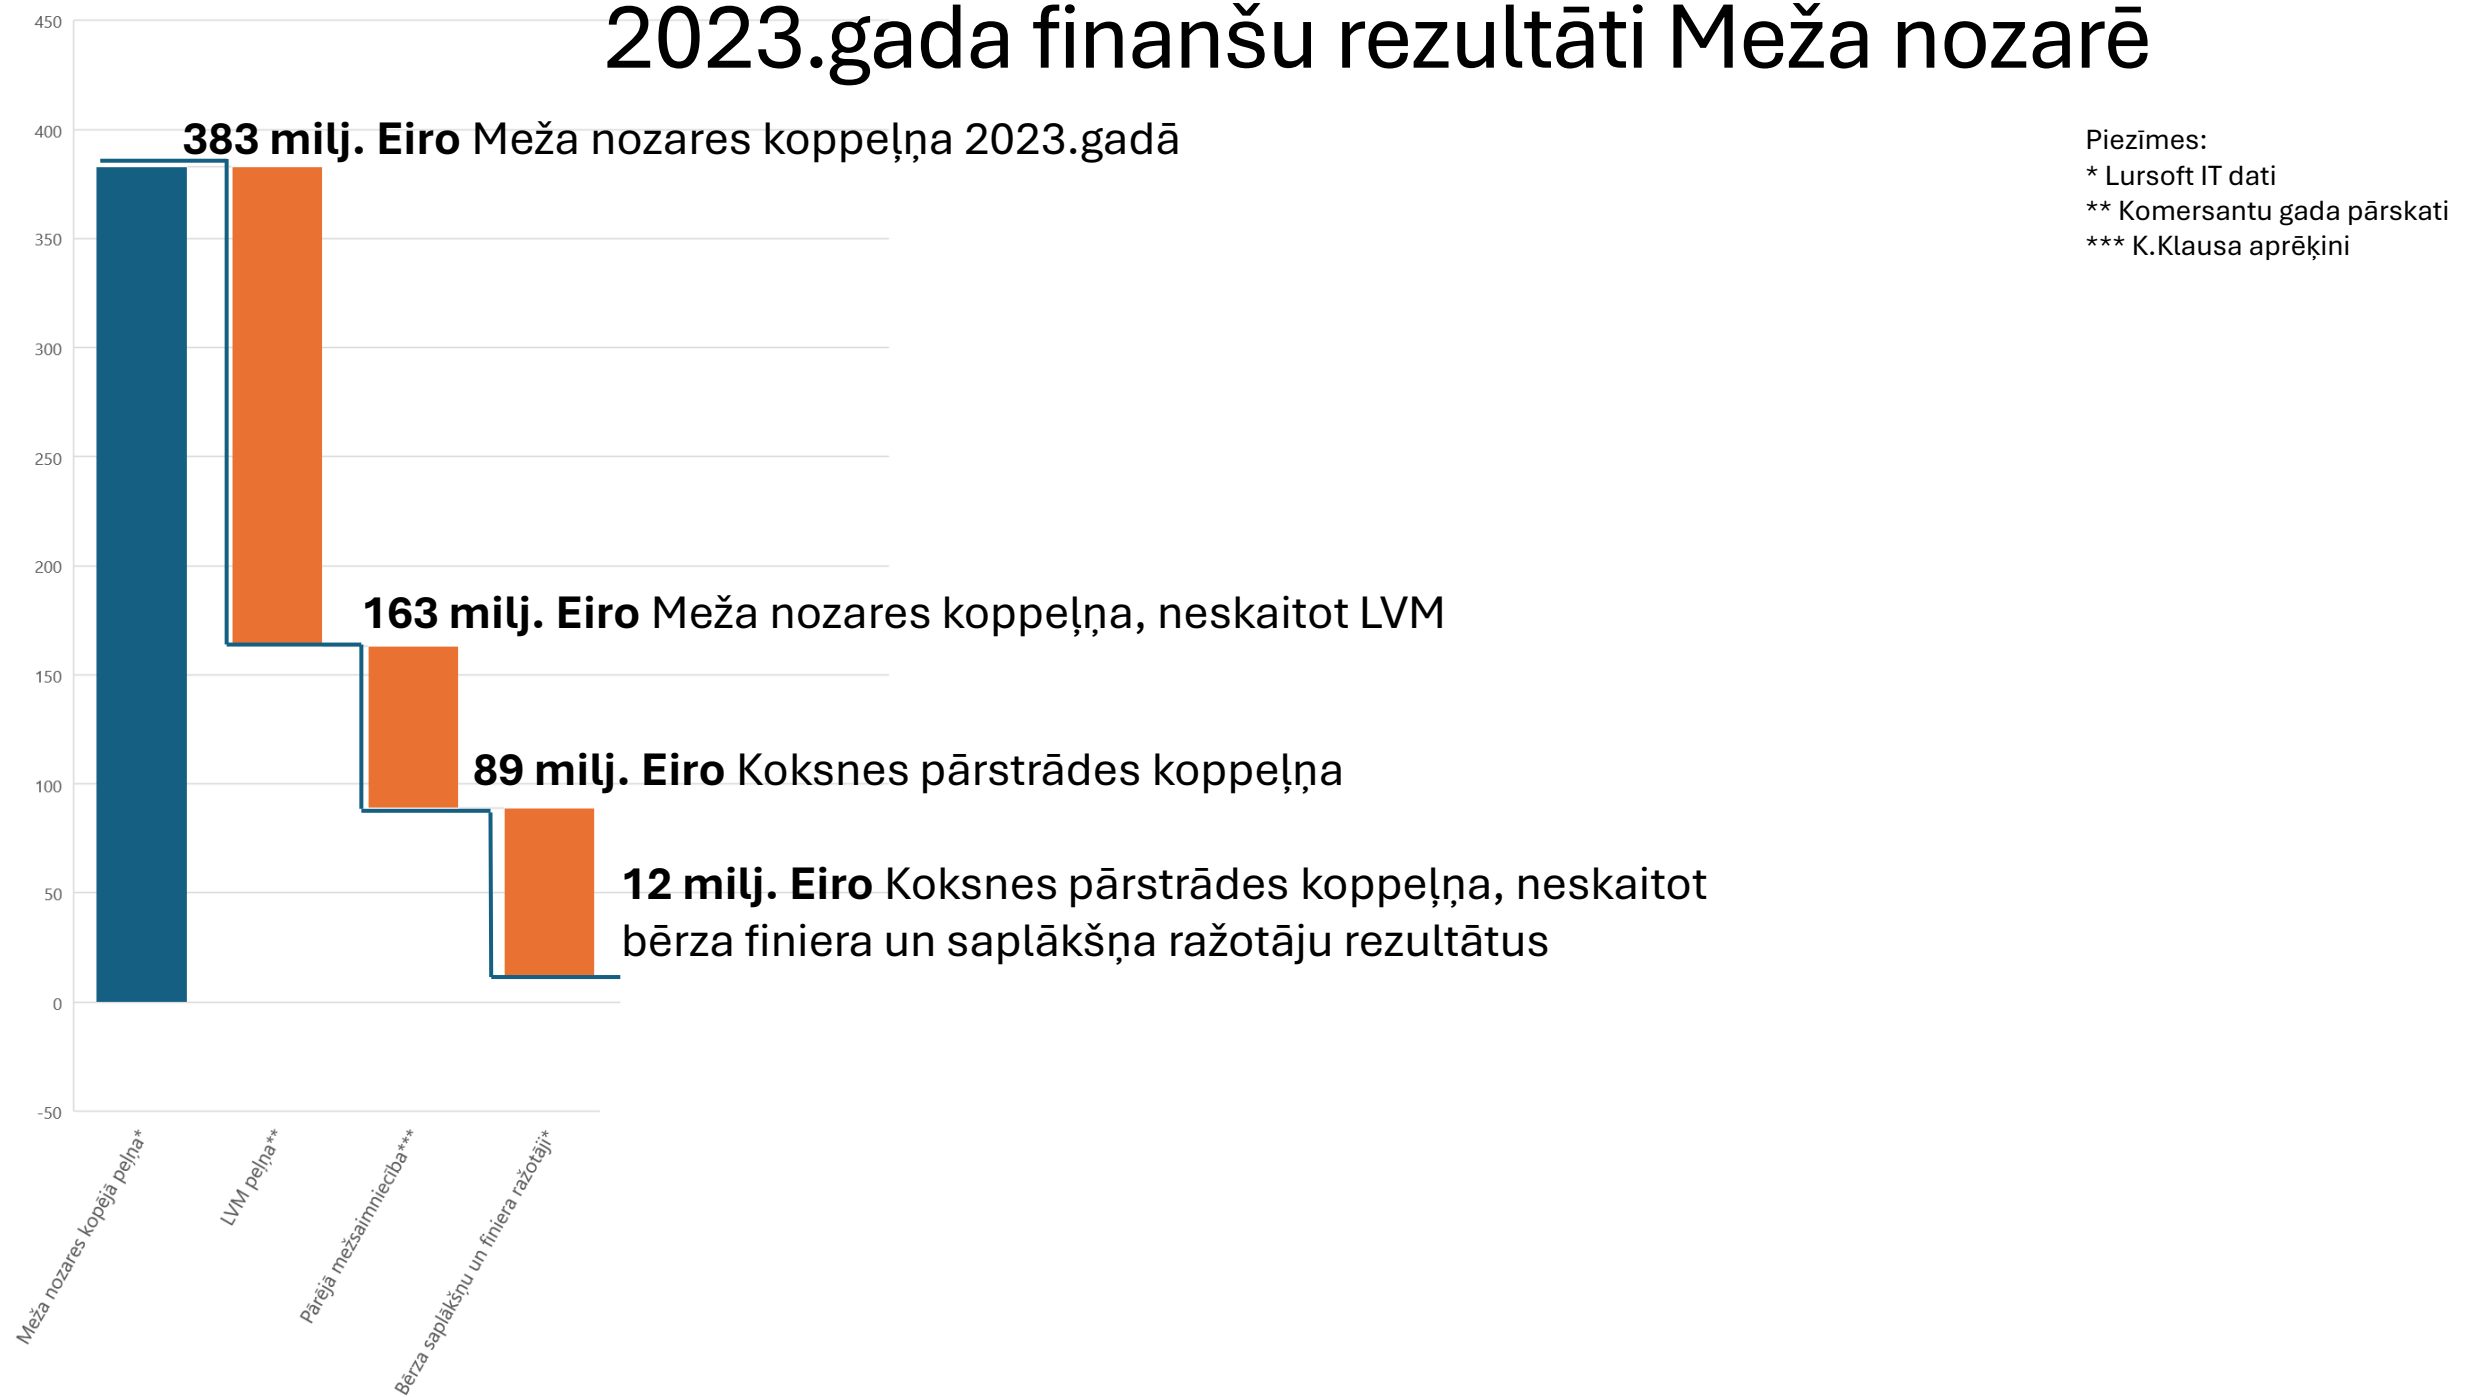 2023.gada finanšu rezultāti Meža nozarē
450
400
350
300
250
200
150
100
50
0
-50
383 milj. Eiro Meža nozares koppeļņa 2023.gadā
163 milj. Eiro Meža nozares koppeļņa, neskaitot LVM
89 milj. Eiro Koksnes pārstrādes koppeļņa
12 milj. Eiro Koksnes pārstrādes koppeļņa, neskaitot
bērza finiera un saplākšņa ražotāju rezultātus
Piezīmes:
* Lursoft IT dati
** Komersantu gada pārskati
*** K.Klausa aprēķini
Meža nozares kopējā peļņa*
LVM peļņa**
Pārējā mežsaimniecība***
Bērza saplākšņu un finiera ražotāji*